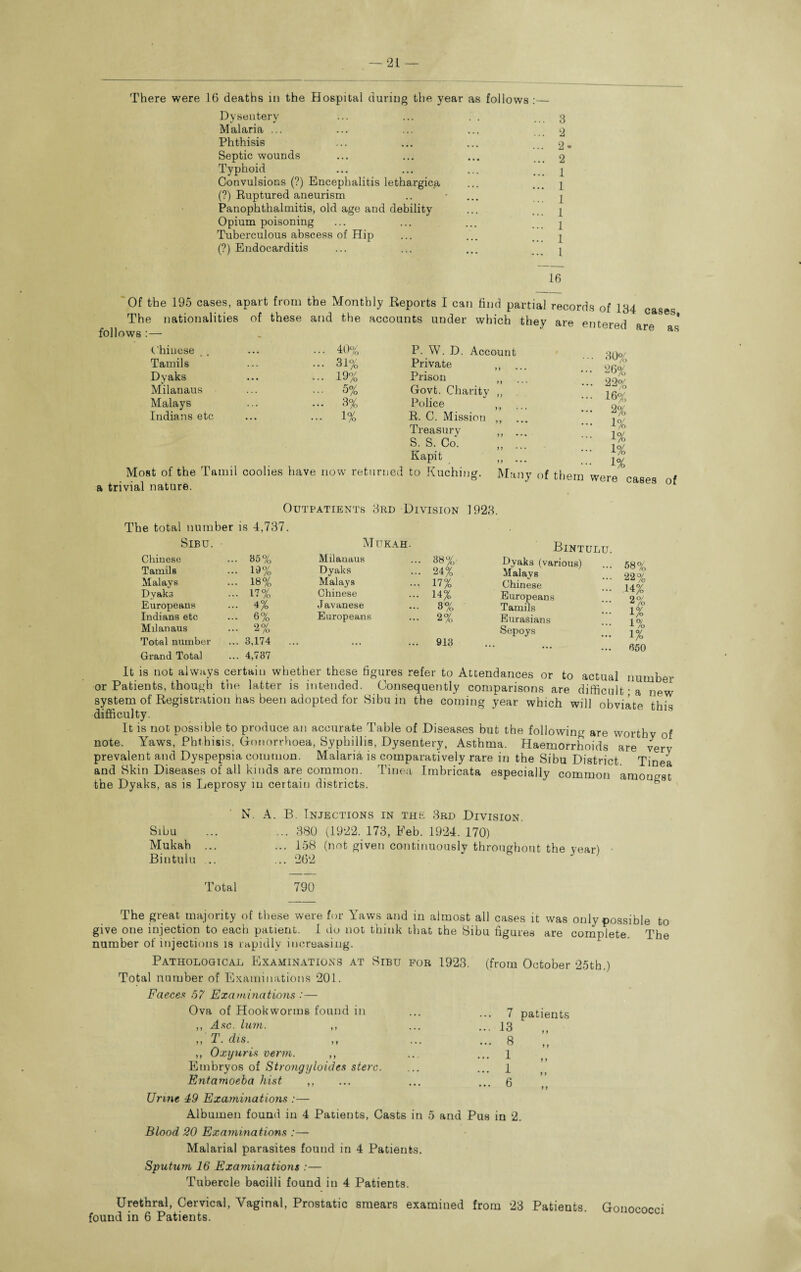 — 21 —
There were 16 deaths in the Hospital during the year as follows :—
Dysentery ... ... . . ... 3
Malaria ... ... ... ... ... 2
Phthisis ... ... ... ... 2
Septic wounds ... ... ... ... 2
Typhoid ... ... ... ... 1
Convulsions (?) Encephalitis lethargica ... ... 1
(?) Ruptured aneurism .. ... ... 1
Panophthalmitis, old age and debility ... ... 1
Opium poisoning ... ... ... ... 1
Tuberculous abscess of Hip ... ... ... 1
(?) Endocarditis ... ... ... ... 1
16
Of the 195 cases, apart from the Monthly Reports I can find partial records of 134 cases.
The nationalities of these and the accounts under which they are entered are as
follows :—
Chinese . . ... ... 40% P. W. D. Account ... 30%
Tamils ... ... 31% Private ,, ... ... 26%
Dyaks ... ... 19% Prison ,, ... ... 22%
Milanaus ... ... 5% Govt. Charity ,, ... 16%
Malays ... ... 3% Police ,, ... ... 2%
Indians etc ... ... 1% R. C. Mission ,, ... ... 1%
Treasury ,, ... ... 1%
S. S. Co. ,, ... ... 1%
Kapit ,, ... ... 1%
Most of the Tamil coolies have now returned to Kuching. Many of them were cases of
a trivial nature.
Outpatients 3rd Division 1923.
The total number is 4,737.
Sibu. Mukah. Bintulu.
Chinese ... 35% Milanaus ... 38% Dyaks (various) ... 58%
Tamils ... 19% Dyaks ... 24% Malays ... 22%
Malays ... 18% Malays ... 17% Chinese ... 14%
Dyaks ... 17% Chinese ... 14% Europeans ... 2%
Europeans ... 4% Javanese ... 3% Tamils ... 1%
Indians etc ... 6% Europeans ... 2% Eurasians ... 1%
Milanaus ... 2% Sepoys ... 1%
Total number ... 3,174 ... ... ... 913 ... ... ... 650
Grand Total ... 4,737
It is not always certain whether these figures refer to Attendances or to actual number
or Patients, though the latter is intended. Consequently comparisons are difficult; a new
system of Registration has been adopted for Sibu in the coming year which will obviate this
difficulty.
It is not possible to produce an accurate Table of Diseases but the following are worthy of
note. Yaws, Phthisis, Gonorrhoea, Syphillis, Dysentery, Asthma. Haemorrhoids are very
prevalent and Dyspepsia common. Malaria is comparatively rare in the Sibu District. Tinea
and Skin Diseases of all kinds are common. Tinea Imbricata especially common amongst
the Dyaks, as is Leprosy in certain districts.
N. A. B. Injections in the 3rd Division.
Sibu ... ... 380 (1922. 173, Feb. 1924. 170)
Mukah ... ... 158 (not given continuously throughout the year)
Bintulu ... ... 262
Total 790
The great majority of these were for Yaws and in almost all cases it was only possible to
give one injection to each patient. I do not think that the Sibu figures are complete. The
number of injections is rapidly increasing.
Pathological Examinations at Sibu for 1923. (from October 25th.)
Total number of Examinations 201.
Faeces 57 Examinations :—
Ova of Hookworms found in ... ... 7 patients
,, Asc. lum. ,, ... ... 13 ,,
,, T. dis. ,, ... ... 8 ,,
,, Oxyuris verm. ,, ... ... 1 ,,
Embryos of Strongyloides sterc. ... ... 1 ,,
Entamoeba hist ,, ... ... ... 6 ,,
Urine 49 Examinations :—
Albumen found in 4 Patients, Casts in 5 and Pus in 2.
Blood 20 Examinations :—
Malarial parasites found in 4 Patients.
Sputum 16 Examinations :—
Tubercle bacilli found in 4 Patients.
Urethral, Cervical, Vaginal, Prostatic smears examined from 23 Patients. Gonococci
found in 6 Patients.